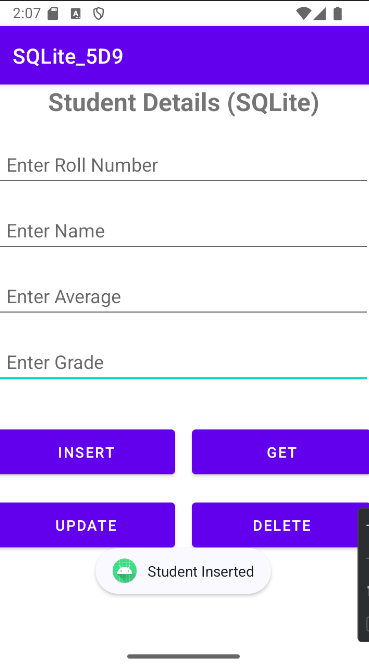 2:07
SQLite_5D9
Student Details (SQLite)
Enter Roll Number
Enter Name
Enter Average
Enter Grade
INSERT GET
UPDATE DELETE
Student Inserted